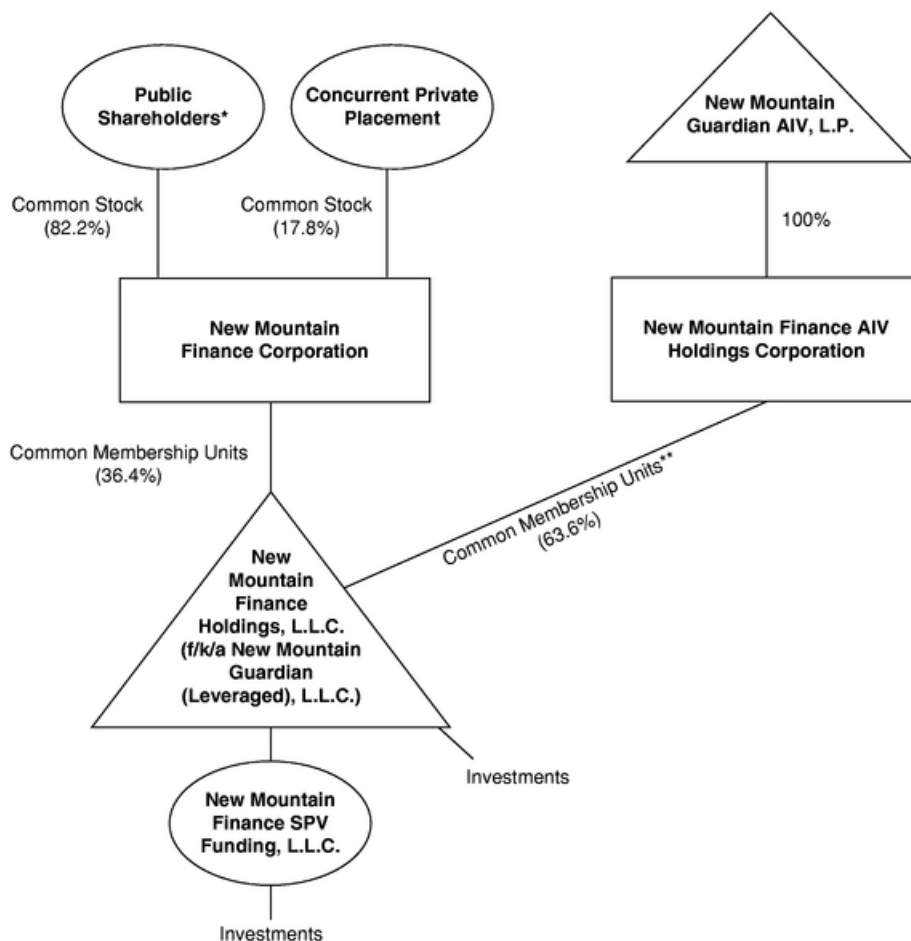 Public
Shareholders*
Concurrent Private
Placement
New Mountain
Guardian AIV, L.P.
Common Stock
(82.2%)
Common Stock
(17.8%)
100%
New Mountain
Finance Corporation
New Mountain Finance AIV
Holdings Corporation
Common Membership Units
(36.4%)
Common Membership Units**
(63.6%)
New
Mountain
Finance
Holdings, L.L.C.
(f/k/a New Mountain
Guardian
(Leveraged), L.L.C.)
Investments
New Mountain
Finance SPV
Funding, L.L.C.
Investments